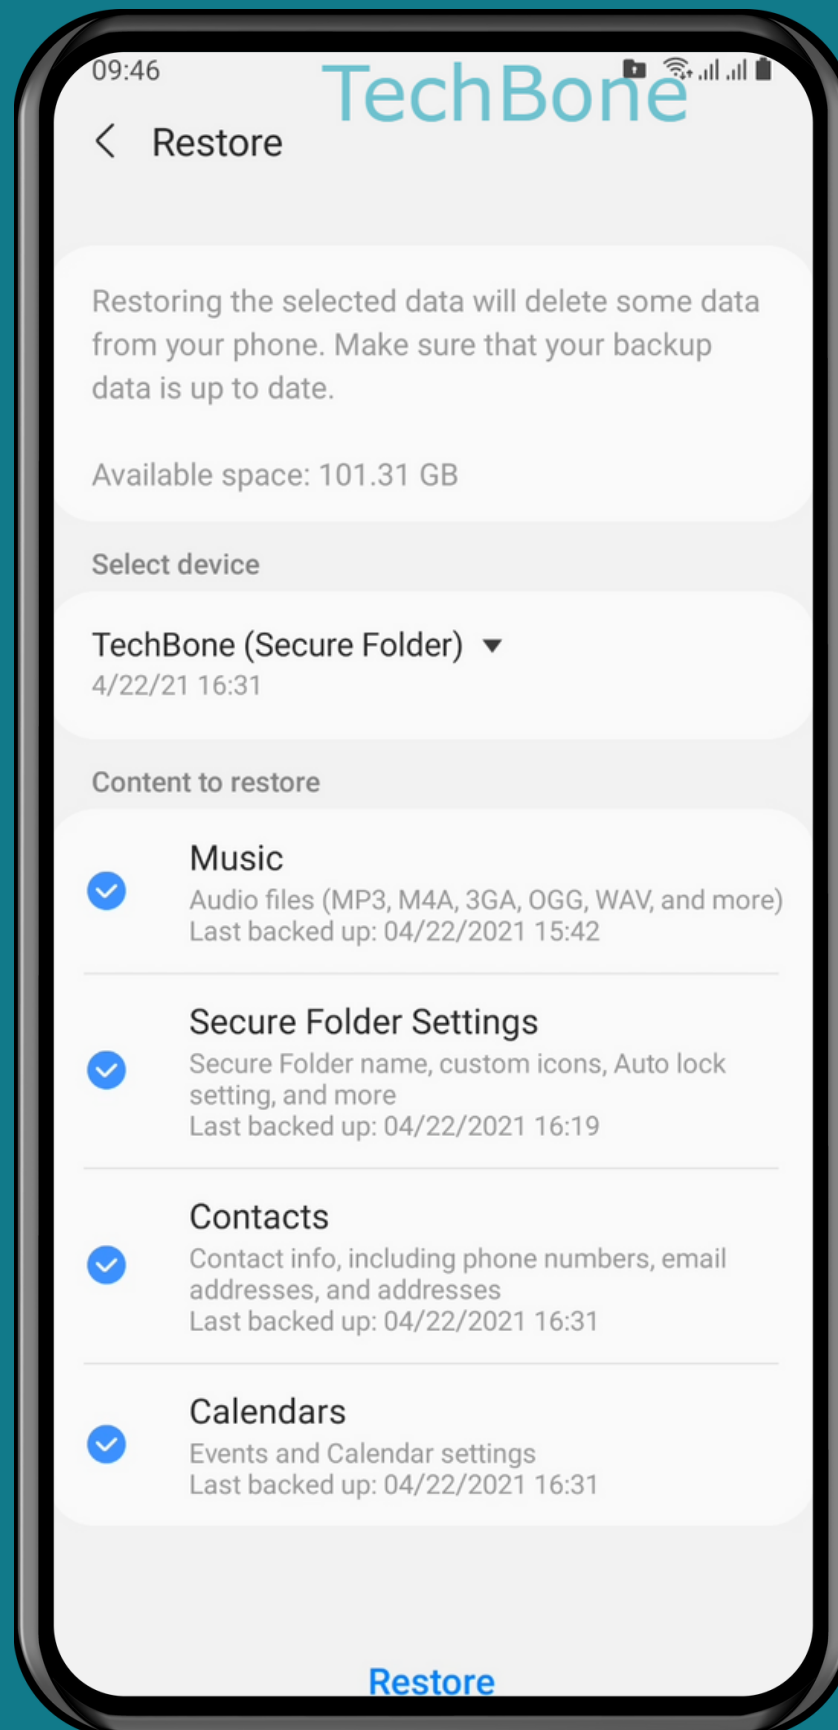 09:46
TechBone
Restore
Restoring the selected data will delete some data
from your phone. Make sure that your backup
data is up to date.
Available space: 101.31 GB
Select device
TechBone (Secure Folder)
4/22/21 16:31
Content to restore
Music
Audio files (MP3, M4A, 3GA, OGG, WAV, and more)
Last backed up: 04/22/2021 15:42
Secure Folder Settings
Secure Folder name, custom icons, Auto lock
setting, and more
Last backed up: 04/22/2021 16:19
Contacts
Contact info, including phone numbers, email
addresses, and addresses
Last backed up: 04/22/2021 16:31
Calendars
Events and Calendar settings
Last backed up: 04/22/2021 16:31
Restore